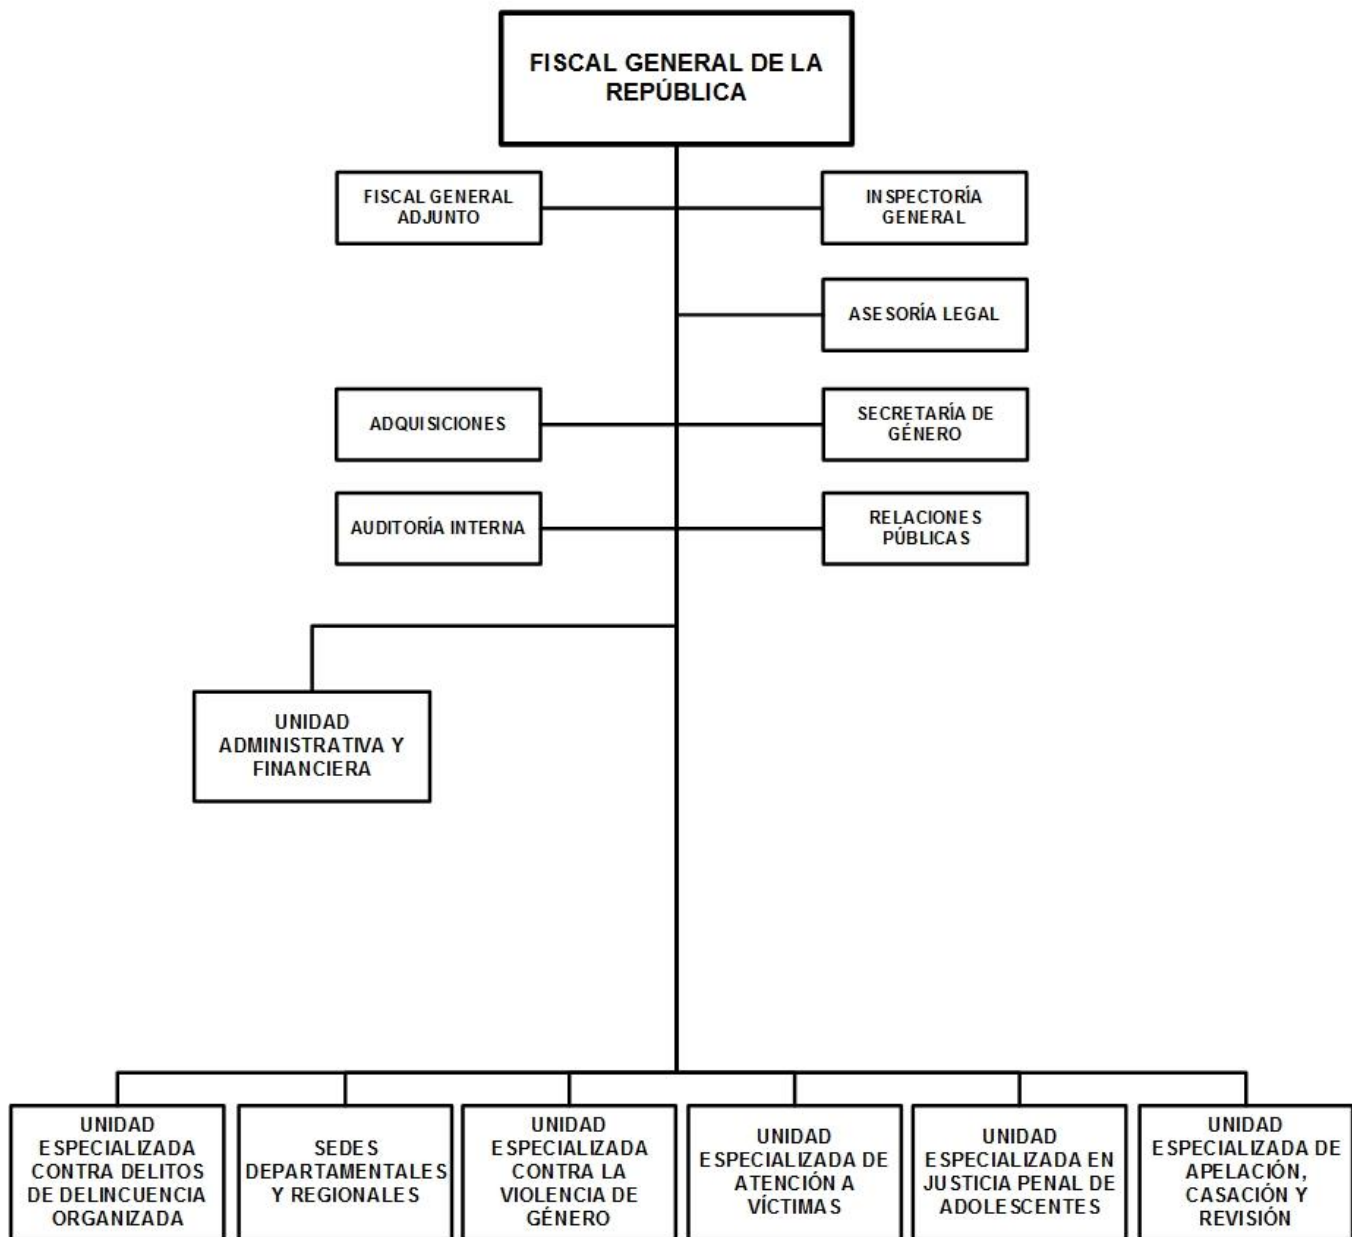 FISCAL GENERAL DE LA
REPÚBLICA
FISCAL GENERAL
ADJUNTO
INSPECTORÍA
GENERAL
ASESORÍA LEGAL
ADQUISICIONES
SECRETARÍA DE
GÉNERO
AUDITORÍA INTERNA
RELACIONES
PÚBLICAS
UNIDAD
ADMINISTRATIVA Y
FINANCIERA
UNIDAD
ESPECIALIZADA
CONTRA DELITOS
DE DELINCUENCIA
ORGANIZADA
SEDES
DEPARTAMENTALES
Y REGIONALES
UNIDAD
ESPECIALIZADA
CONTRA LA
VIOLENCIA DE
GÉNERO
UNIDAD
ESPECIALIZADA DE
ATENCIÓN A
VÍCTIMAS
UNIDAD
ESPECIALIZADA EN
JUSTICIA PENAL DE
ADOLESCENTES
UNIDAD
ESPECIALIZADA DE
APELACIÓN,
CASACIÓN Y
REVISIÓN